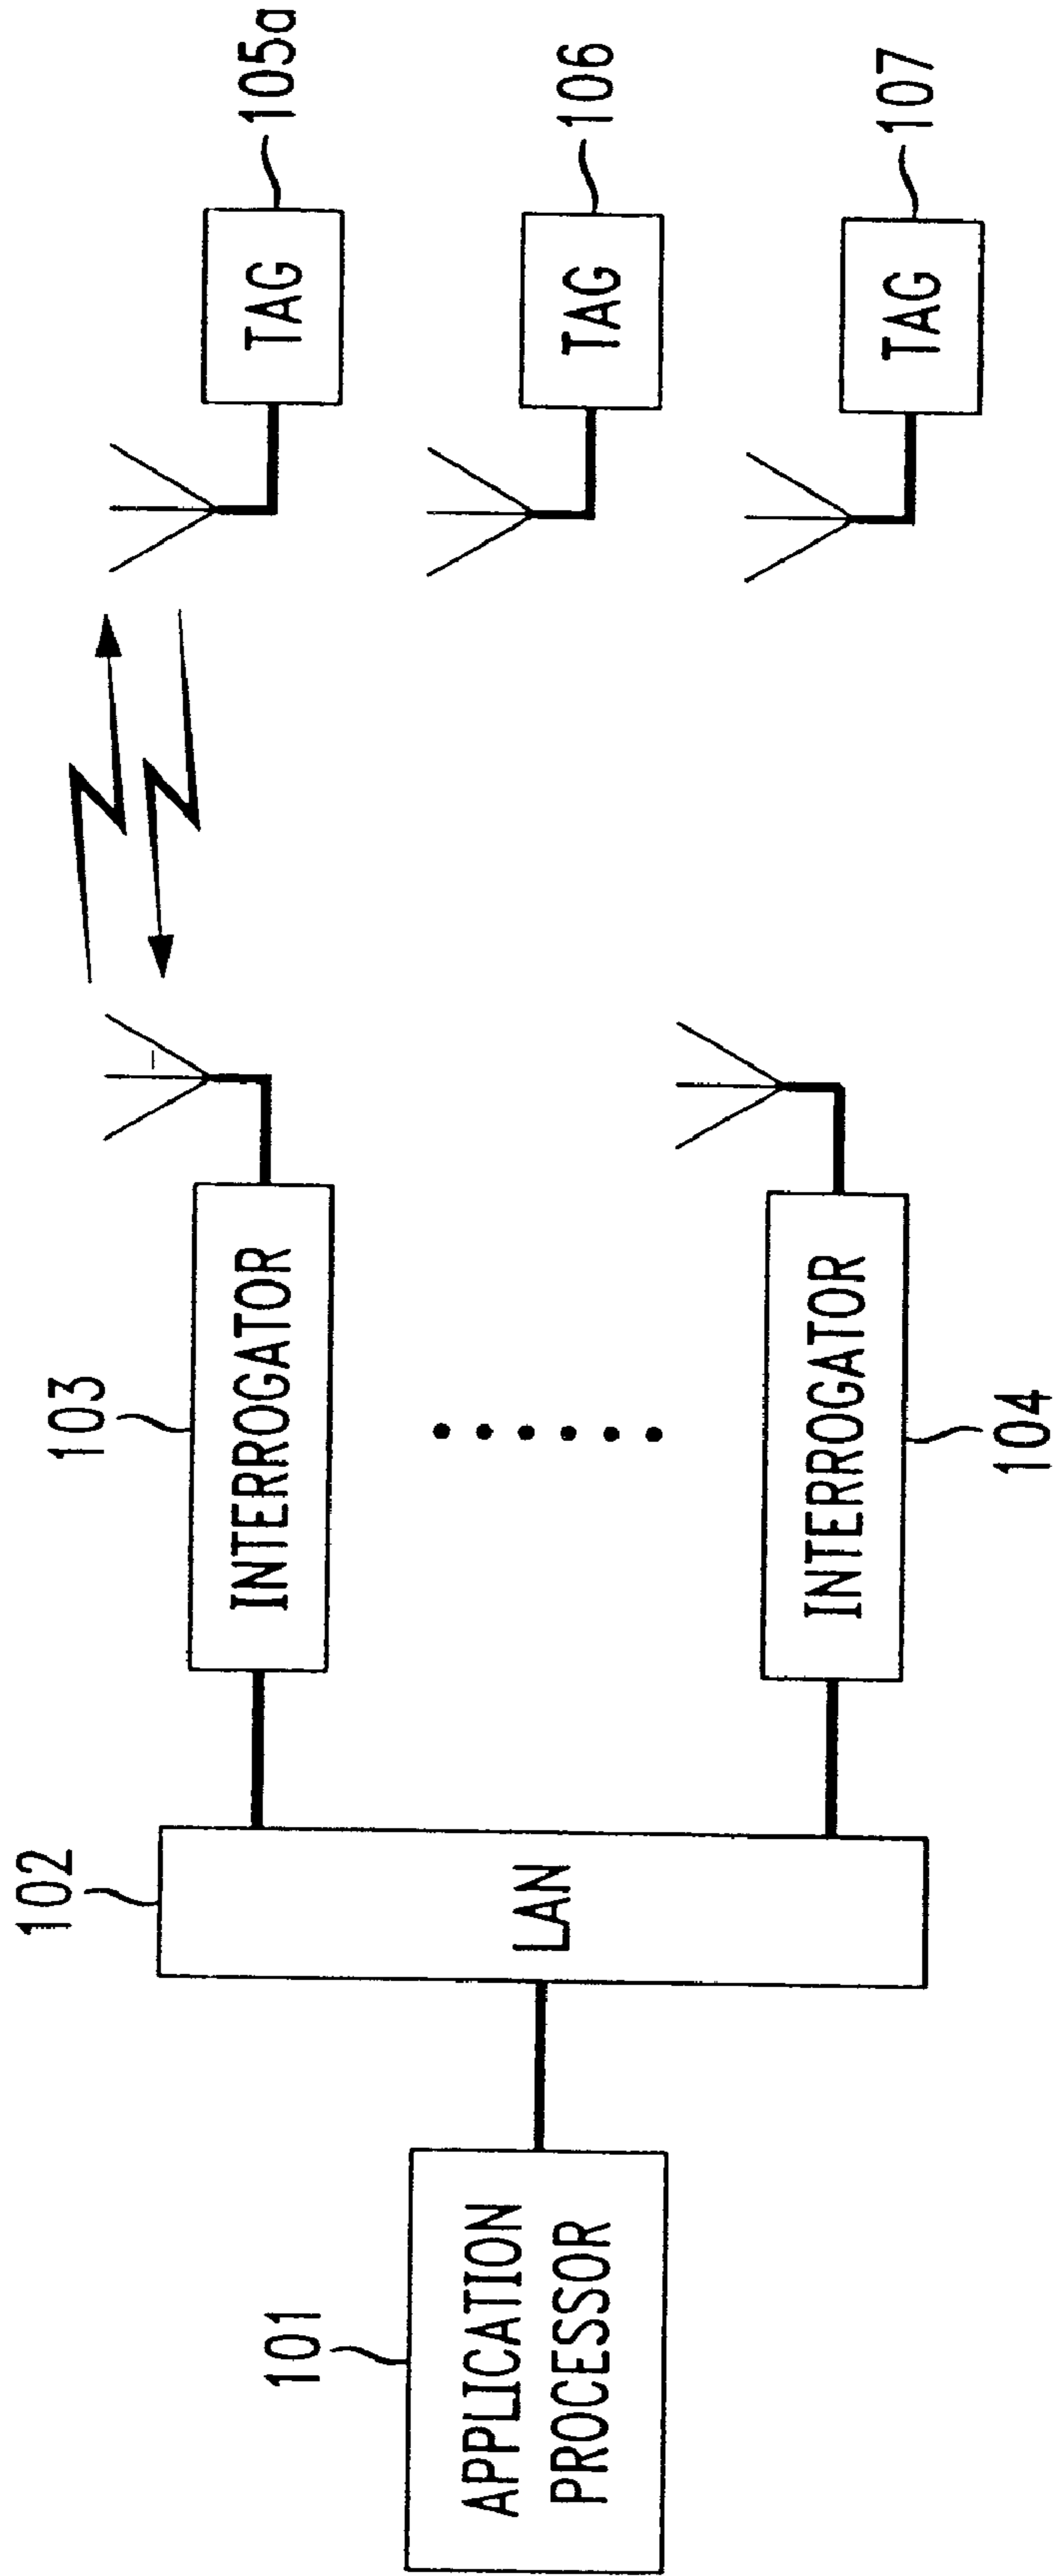 101
APPLICATION
PROCESSOR
102
LAN
103
INTERROGATOR
INTERROGATOR
104
TAG
105a
TAG
106
TAG
107